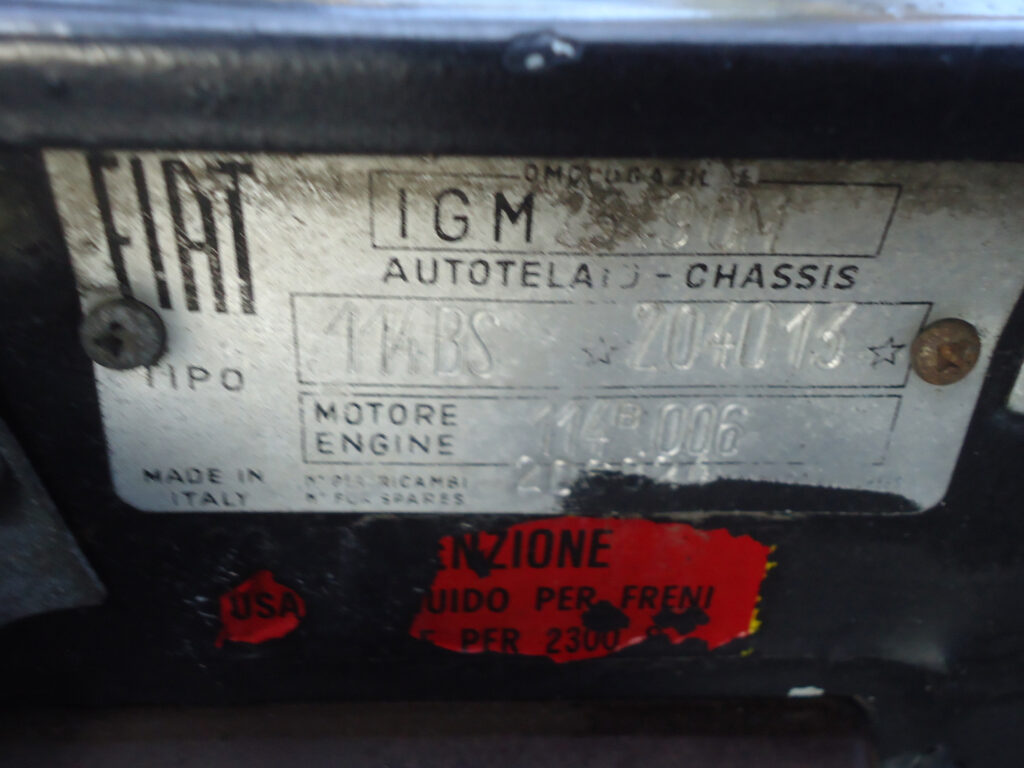 FIAT
IGM
AUTOTELAIO - CHASSIS
114BS ☆ 204013 ☆
TIPO
MOTORE
ENGINE
114B.006
MADE IN
ITALY
N° PER RICAMBI
N° FOR SPARES
ENZIONE
USA
UIDO PER FRENI
E PER 2300